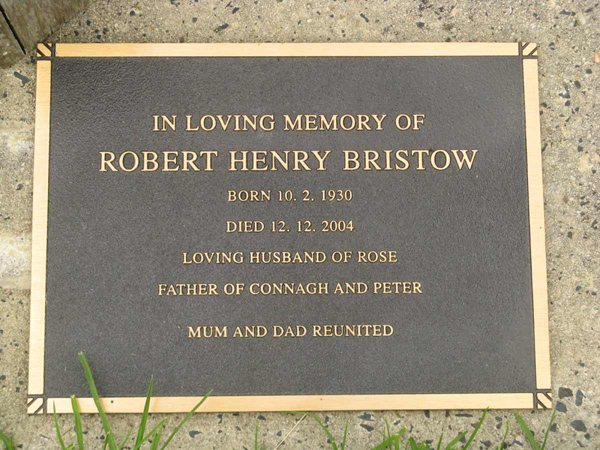 IN LOVING MEMORY OF
ROBERT HENRY BRISTOW
BORN 10. 2. 1930
DIED 12. 12. 2004
LOVING HUSBAND OF ROSE
FATHER OF CONNAGH AND PETER
MUM AND DAD REUNITED